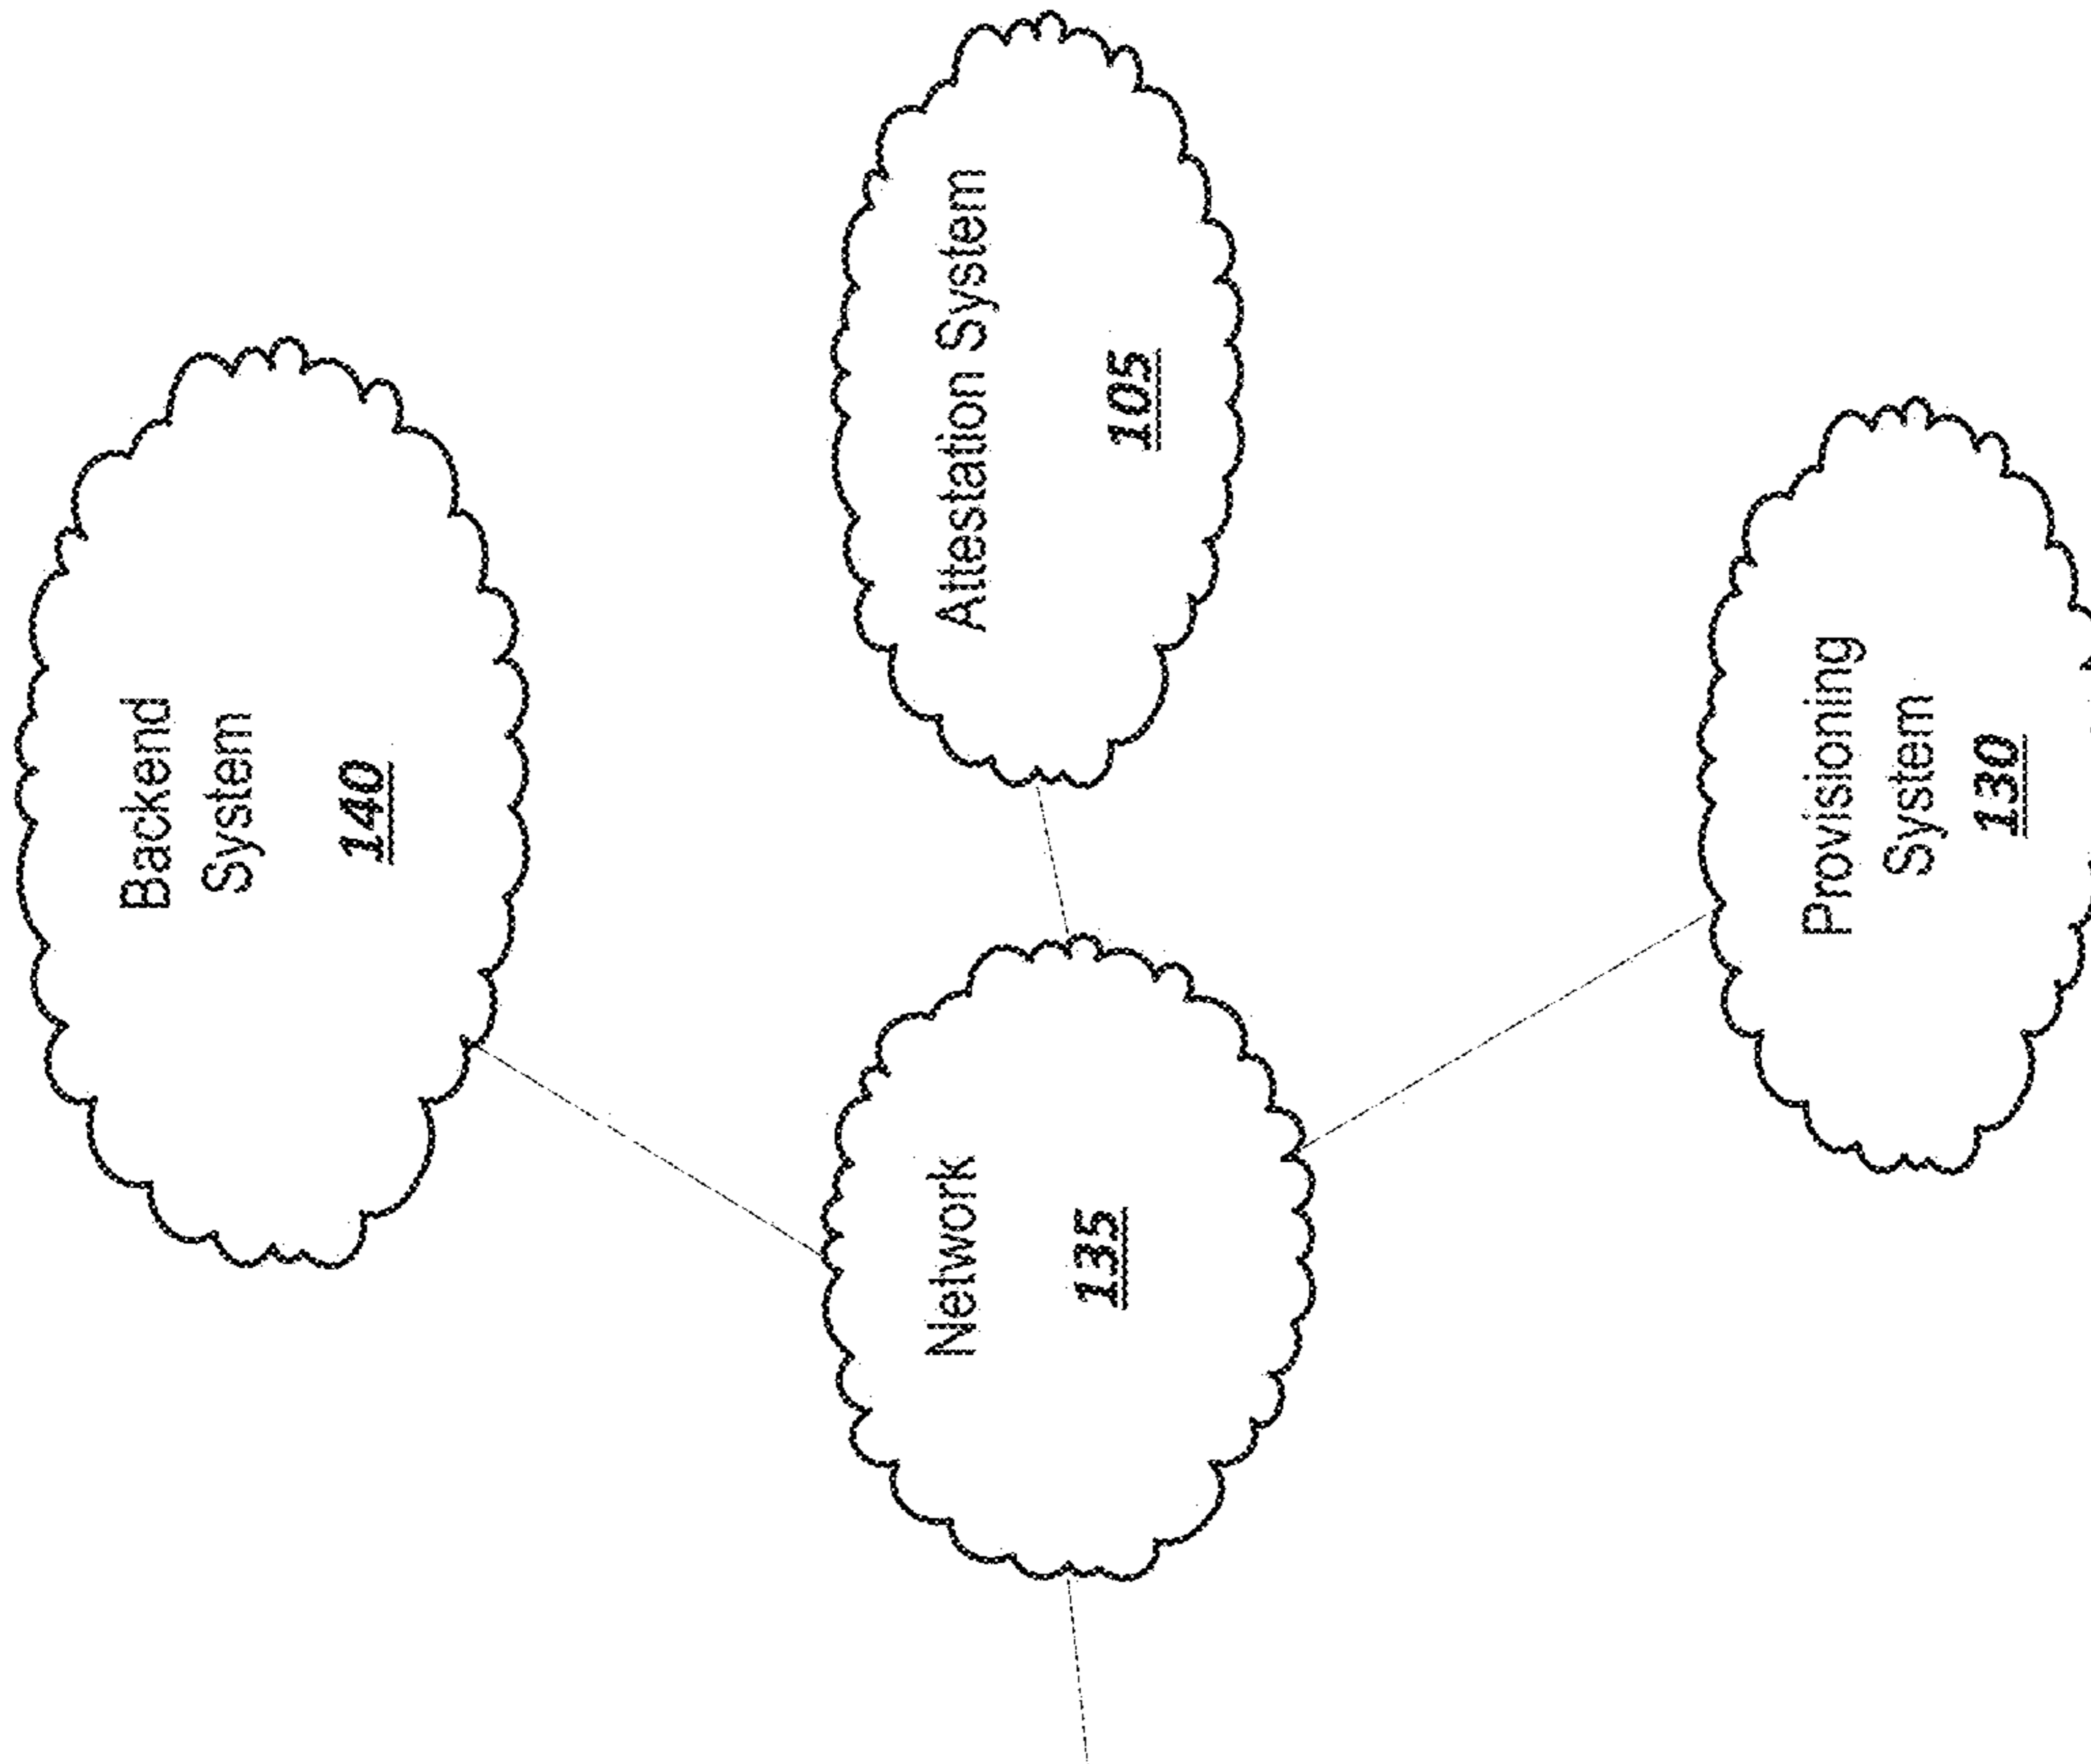 Backend
System
140
Attestation System
105
Network
135
Provisioning
System
130